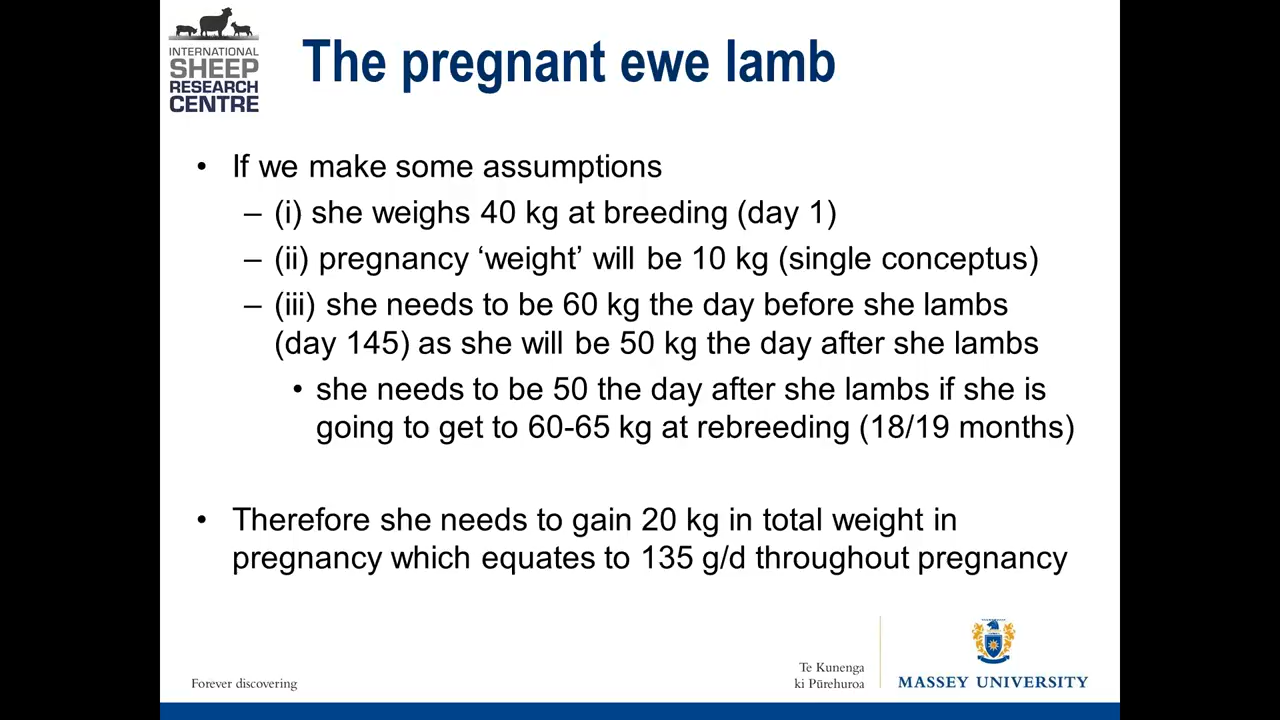 INTERNATIONAL
SHEEP
RESEARCH
CENTRE
The pregnant ewe lamb
• If we make some assumptions
– (i) she weighs 40 kg at breeding (day 1)
– (ii) pregnancy ‘weight’ will be 10 kg (single conceptus)
– (iii) she needs to be 60 kg the day before she lambs
(day 145) as she will be 50 kg the day after she lambs
• she needs to be 50 the day after she lambs if she is
going to get to 60-65 kg at rebreeding (18/19 months)
• Therefore she needs to gain 20 kg in total weight in
pregnancy which equates to 135 g/d throughout pregnancy
Forever discovering
Te Kunenga
ki Pūrehuroa
MASSEY UNIVERSITY